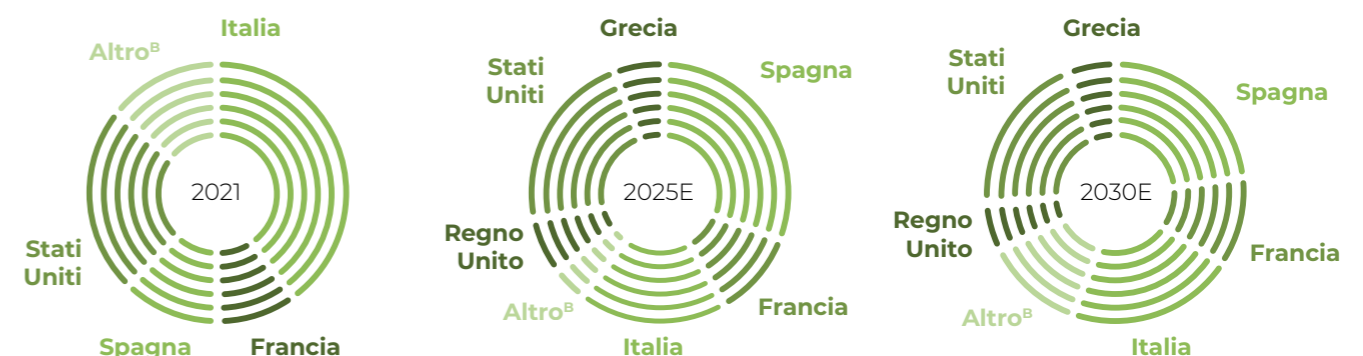 Italia
Altroᴮ
2021
Stati
Uniti
Spagna
Francia
Grecia
Stati
Uniti
Spagna
2025E
Regno
Unito
Altroᴮ
Francia
Italia
Grecia
Stati
Uniti
Spagna
2030E
Regno
Unito
Francia
Altroᴮ
Italia